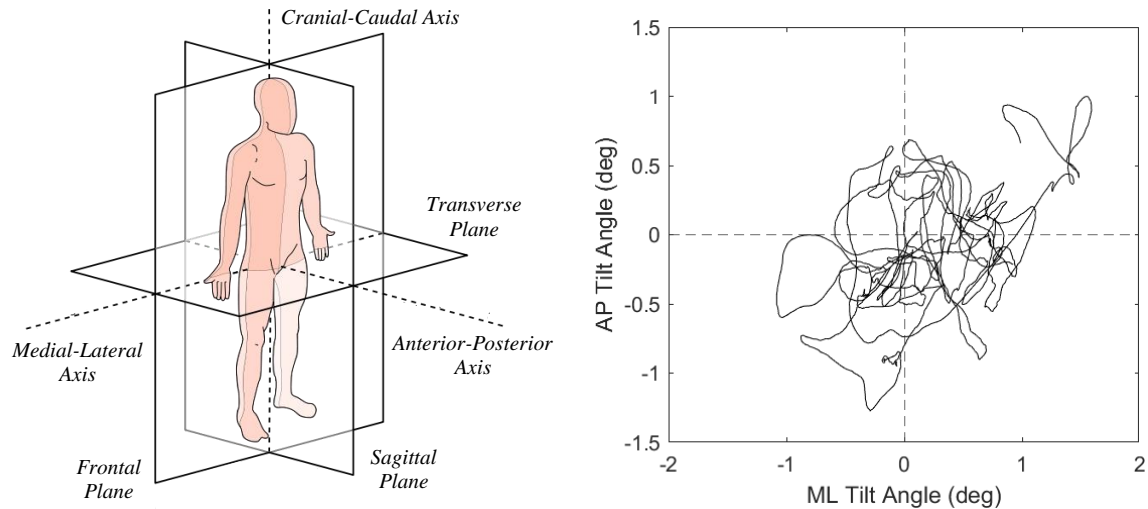 Cranial-Caudal Axis
Transverse
Plane
Medial-Lateral
Axis
Anterior-Posterior
Axis
Frontal
Plane
Sagittal
Plane
1.5
1
0.5
0
-0.5
-1
-1.5
AP Tilt Angle (deg)
-2 -1 0 1 2
ML Tilt Angle (deg)